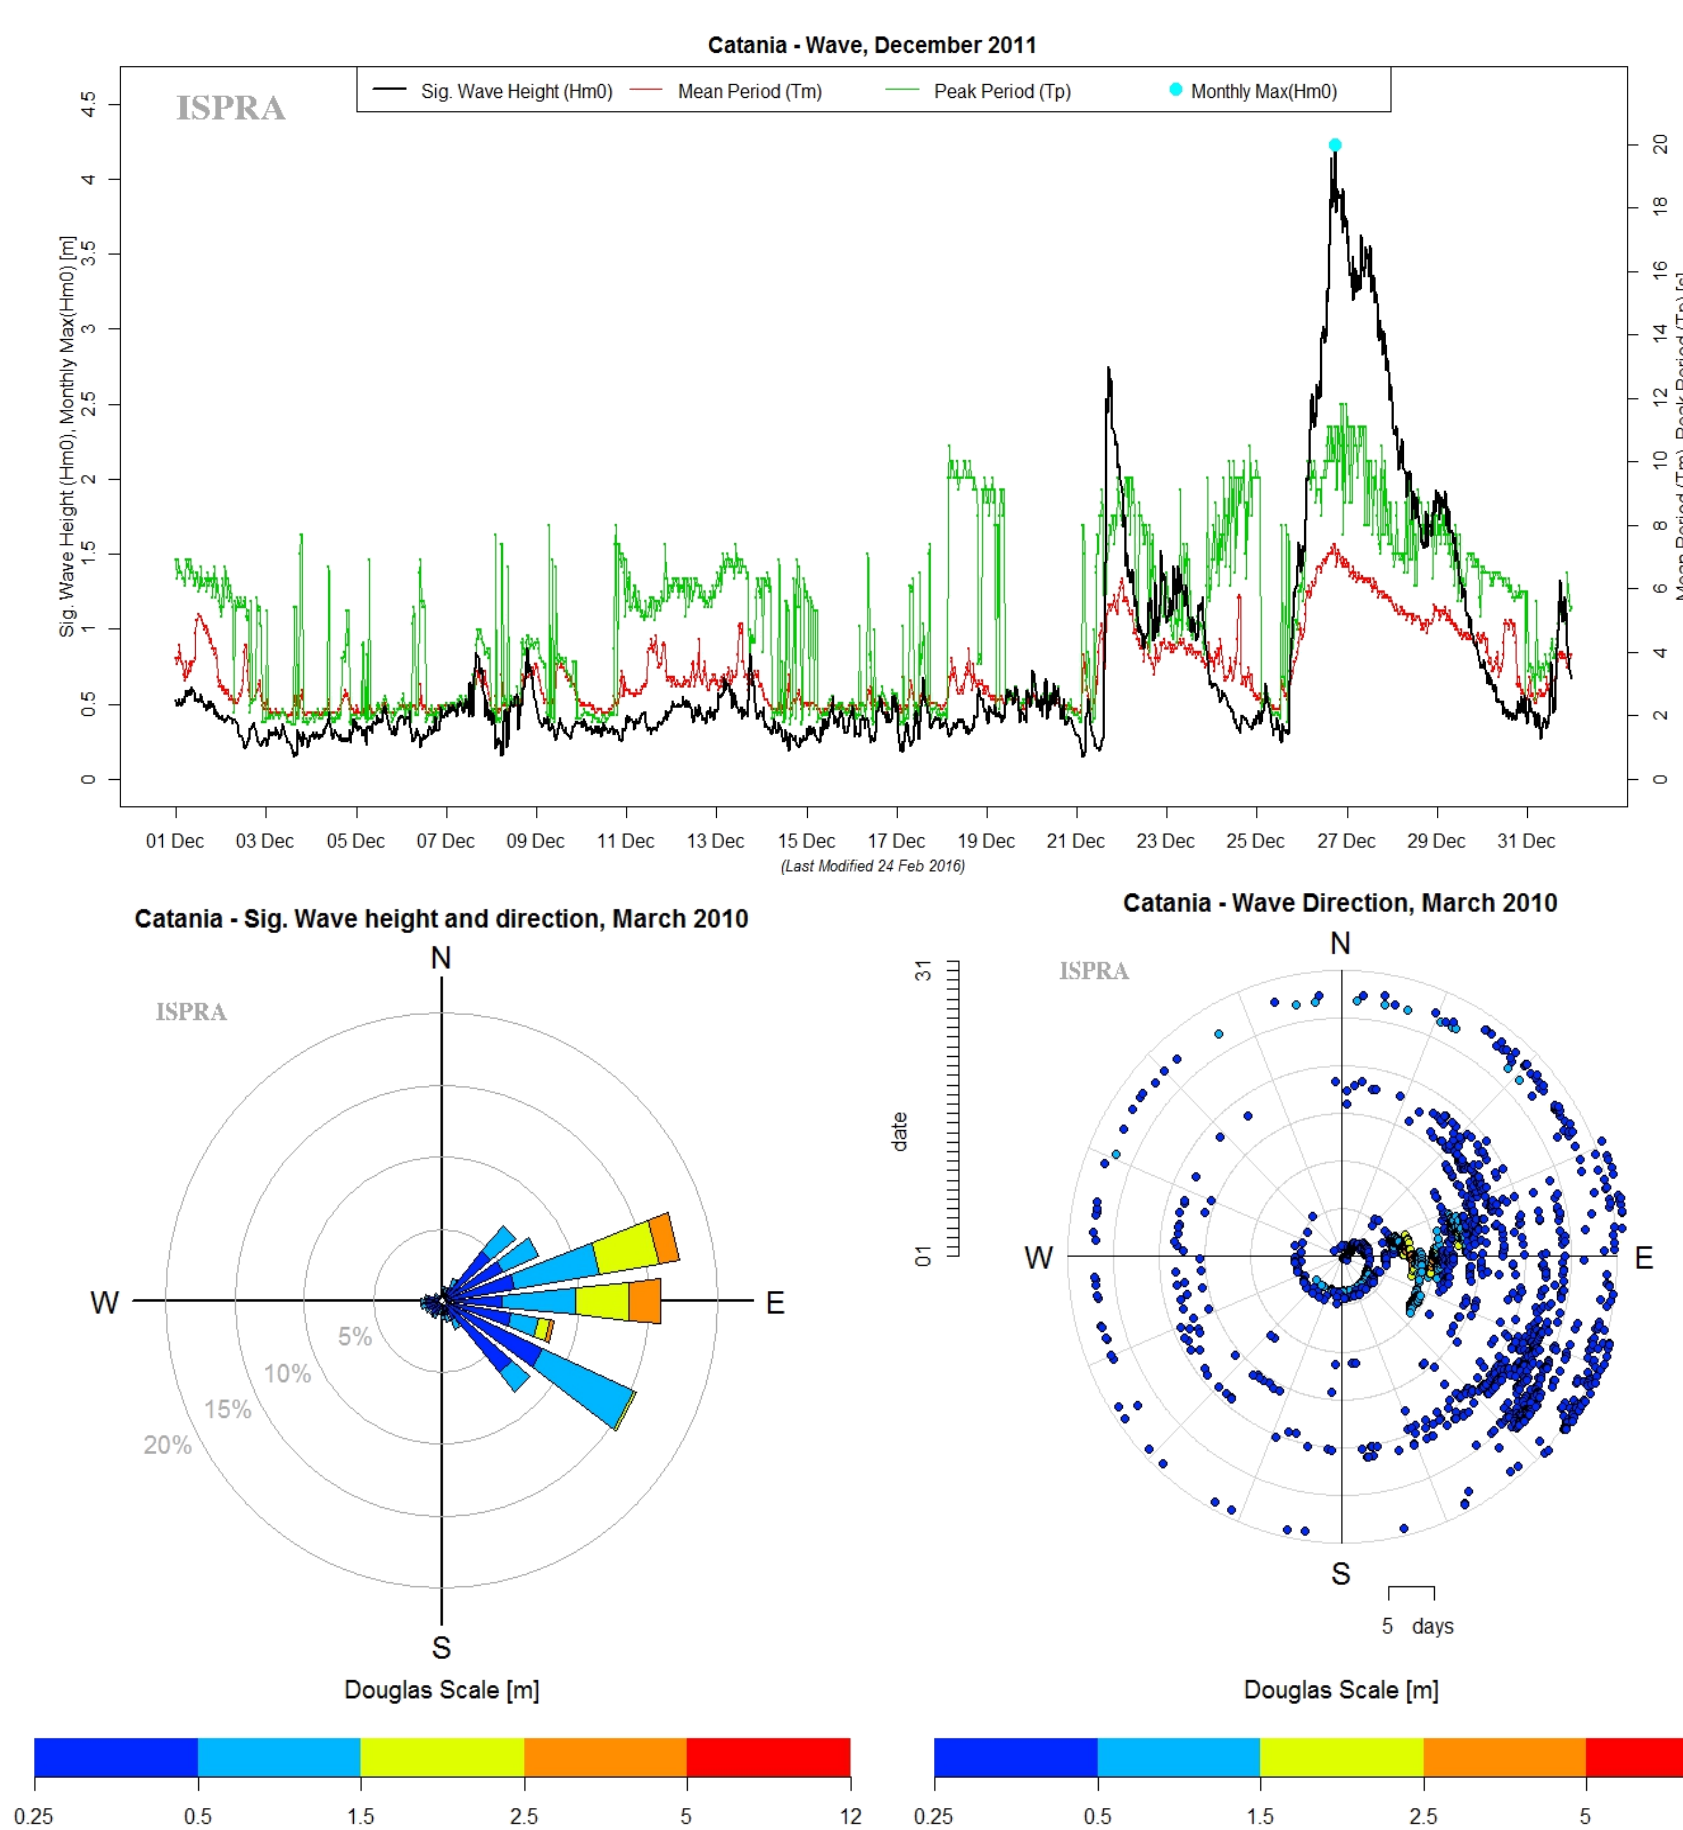 Catania - Wave, December 2011
ISPRA
Sig. Wave Height (Hm0) Mean Period (Tm) Peak Period (Tp) Monthly Max(Hm0)
Sig. Wave Height (Hm0), Monthly Max(Hm0) [m]
0 0.5 1 1.5 2 2.5 3 3.5 4 4.5
0 2 4 6 8 10 12 14 16 18 20
Mean Period (Tm), Peak Period (Tp) [s]
01 Dec 03 Dec 05 Dec 07 Dec 09 Dec 11 Dec 13 Dec 15 Dec 17 Dec 19 Dec 21 Dec 23 Dec 25 Dec 27 Dec 29 Dec 31 Dec
(Last Modified 24 Feb 2016)
Catania - Sig. Wave height and direction, March 2010
N
ISPRA
W
E
5%
10%
15%
20%
S
Douglas Scale [m]
0.25 0.5 1.5 2.5 5 12
Catania - Wave Direction, March 2010
N
ISPRA
31
date
01
W
E
S
5 days
Douglas Scale [m]
0.25 0.5 1.5 2.5 5